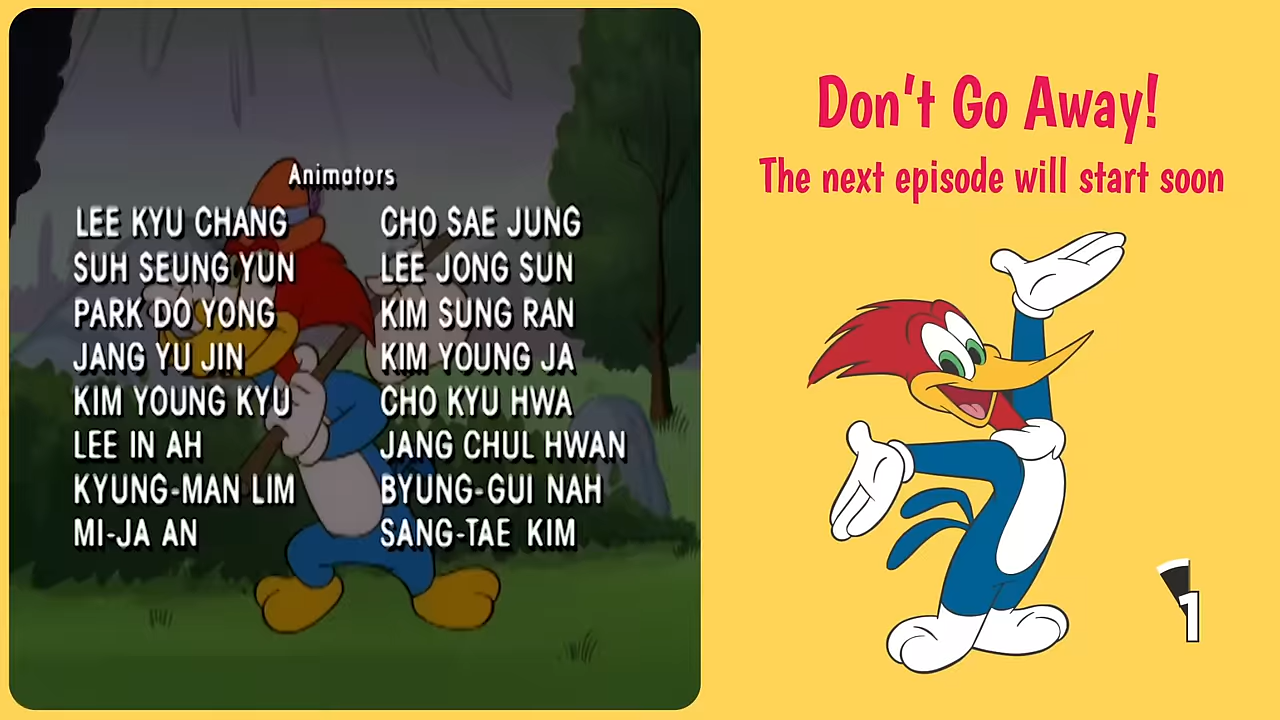 Animators
LEE KYU CHANG
SUH SEUNG YUN
PARK DO YONG
JANG YU JIN
KIM YOUNG KYU
LEE IN AH
KYUNG-MAN LIM
MI-JA AN
CHO SAE JUNG
LEE JONG SUN
KIM SUNG RAN
KIM YOUNG JA
CHO KYU HWA
JANG CHUL HWAN
BYUNG-GUI NAH
SANG-TAE KIM
Don't Go Away!
The next episode will start soon
1